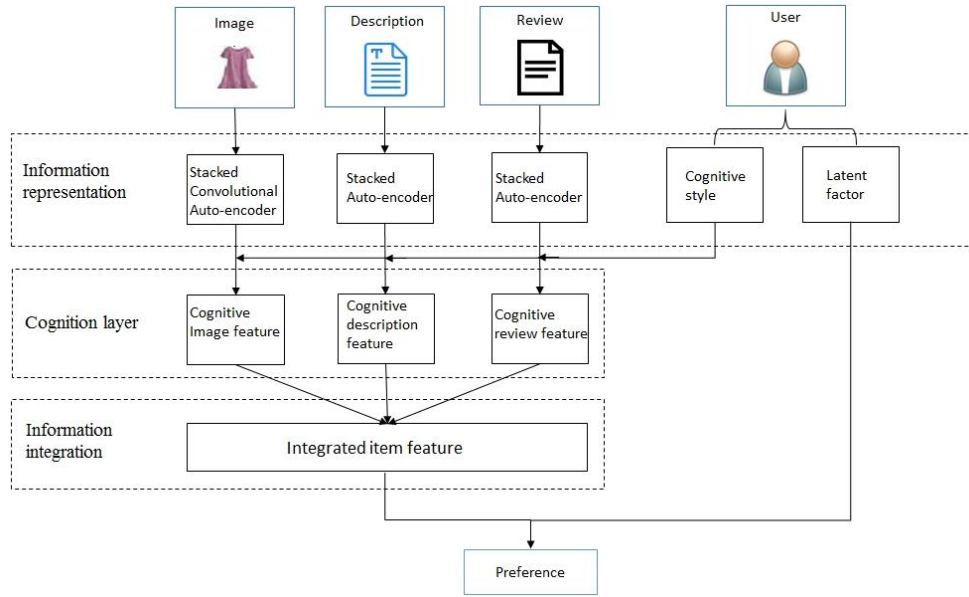 Image
Description
Review
User
T
Information
representation
Stacked
Convolutional
Auto-encoder
Stacked
Auto-encoder
Stacked
Auto-encoder
Cognitive
style
Latent
factor
Cognition layer
Cognitive
Image feature
Cognitive
description
feature
Cognitive
review feature
Information
integration
Integrated item feature
Preference